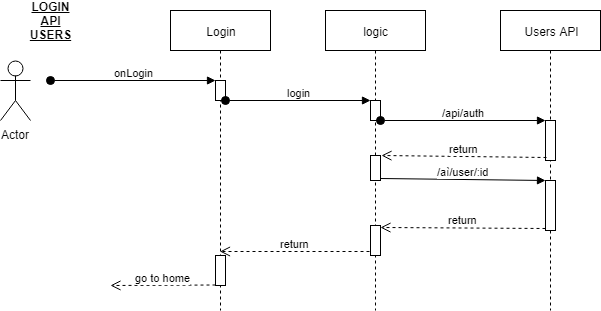 LOGIN
API
USERS
Login
logic
Users API
Actor
onLogin
login
/api/auth
return
/ai/user/:id
return
return
go to home